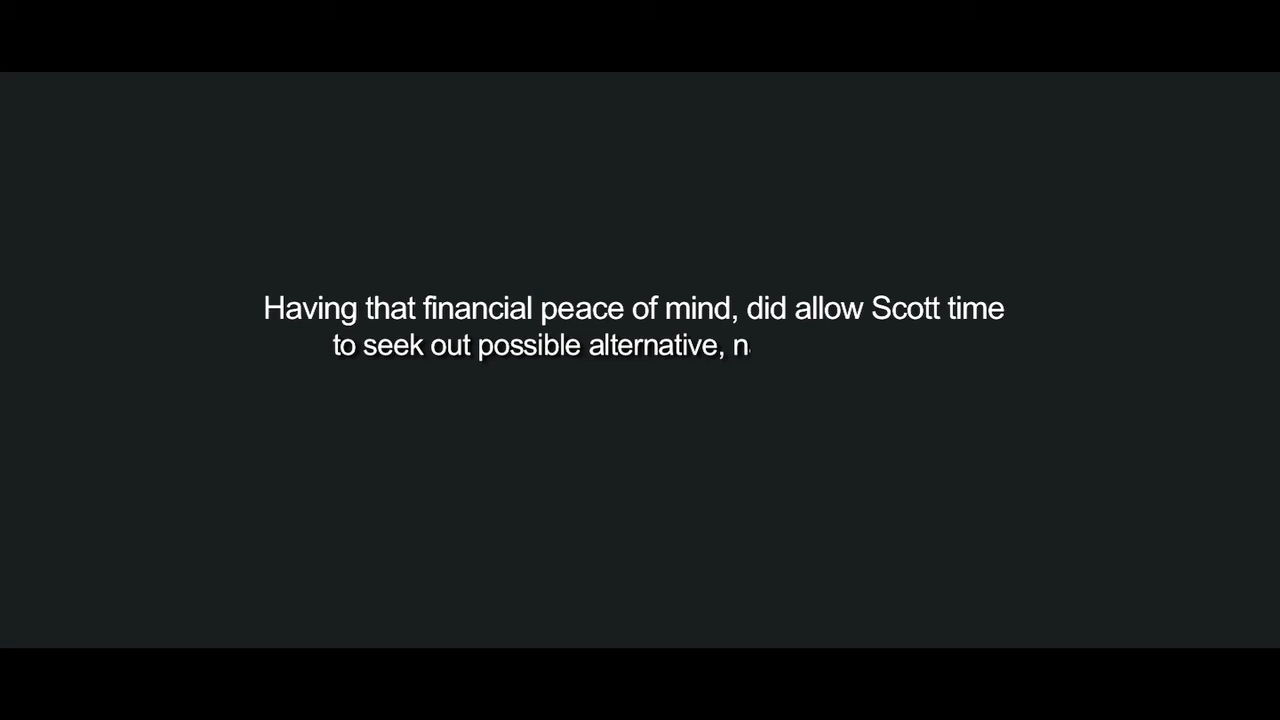 Having that financial peace of mind, did allow Scott time
to seek out possible alternative, n